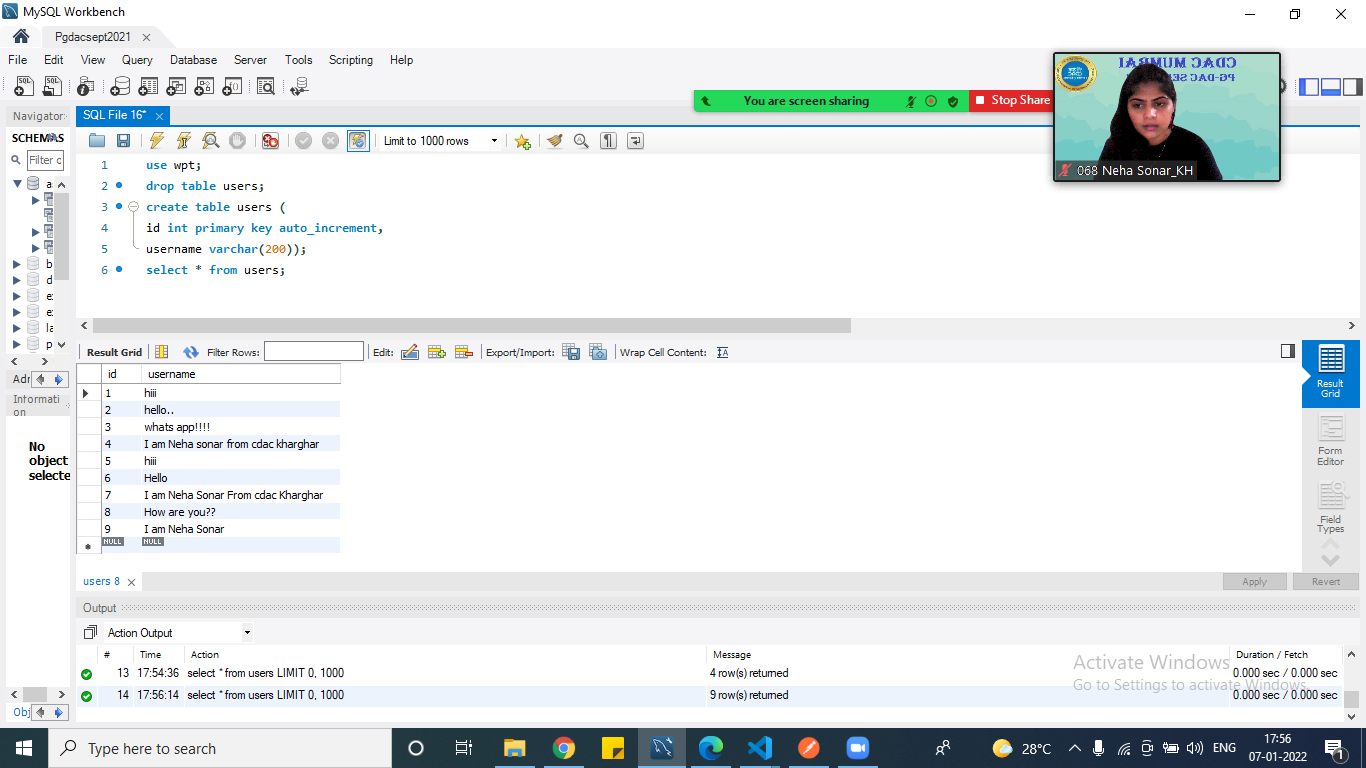 MySQL Workbench
Pgdacsept2021
File Edit View Query Database Server Tools Scripting Help
CDAC MUMBAI
You are screen sharing
Stop Share
068 Neha Sonar_KH
Navigator:
SQL File 16*
SCHEMAS
Limit to 1000 rows
1 use wpt;
2 drop table users;
3 create table users (
4 id int primary key auto_increment,
5 username varchar(200));
6 select * from users;
Result Grid Filter Rows: Edit: Export/Import: Wrap Cell Content:
id username
1 hiii
2 hello..
3 whats app!!!!
4 I am Neha sonar from cdac kharghar
5 hiii
6 Hello
7 I am Neha Sonar From cdac Kharghar
8 How are you??
9 I am Neha Sonar
NULL NULL
Result
Grid
Form
Editor
Field
Types
Informati
on
No
object
selecte
users 8
Apply Revert
Output
Action Output
# Time Action Message Duration / Fetch
13 17:54:36 select * from users LIMIT 0, 1000 4 row(s) returned 0.000 sec / 0.000 sec
14 17:56:14 select * from users LIMIT 0, 1000 9 row(s) returned 0.000 sec / 0.000 sec
Activate Windows
Go to Settings to activate Windows.
Obj
Type here to search
28°C
ENG
17:56
07-01-2022
1